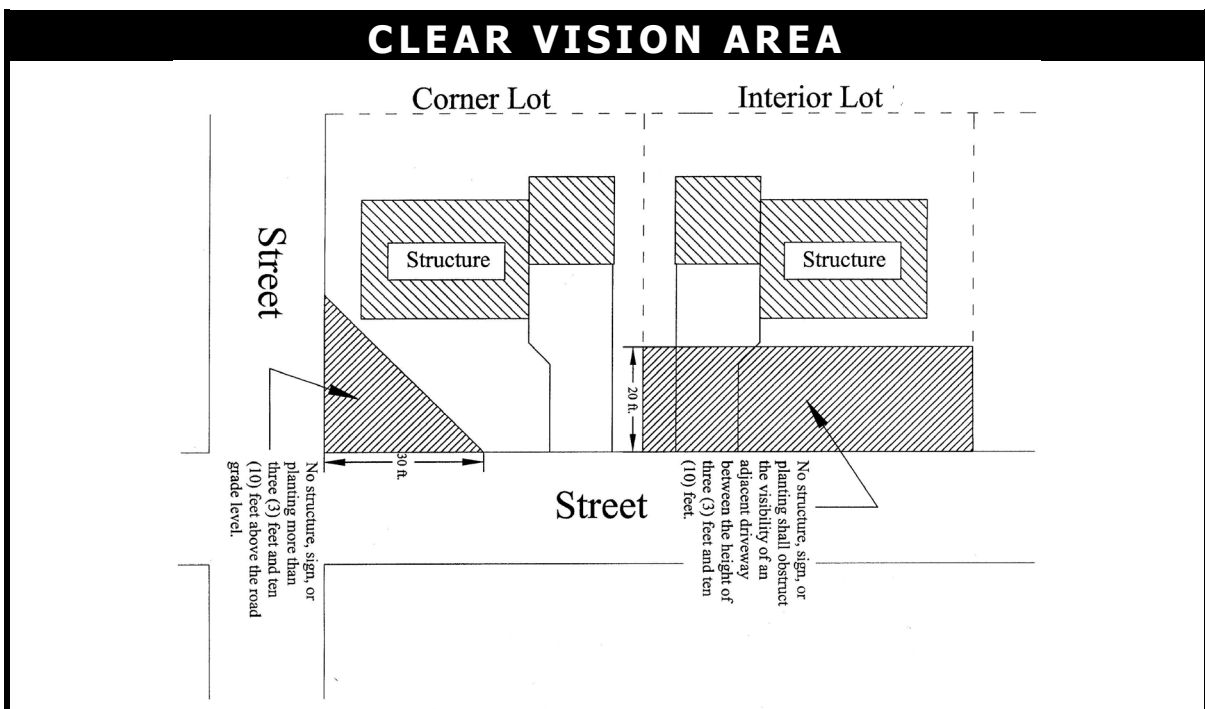 CLEAR VISION AREA
Corner Lot
Interior Lot
Street
Structure
Structure
20 ft.
30 ft.
Street
No structure, sign, or
planting more than
three (3) feet and ten
(10) feet above the road
grade level.
No structure, sign, or
planting shall obstruct
the visibility of an
adjacent driveway
between the height of
three (3) feet and ten
(10) feet.